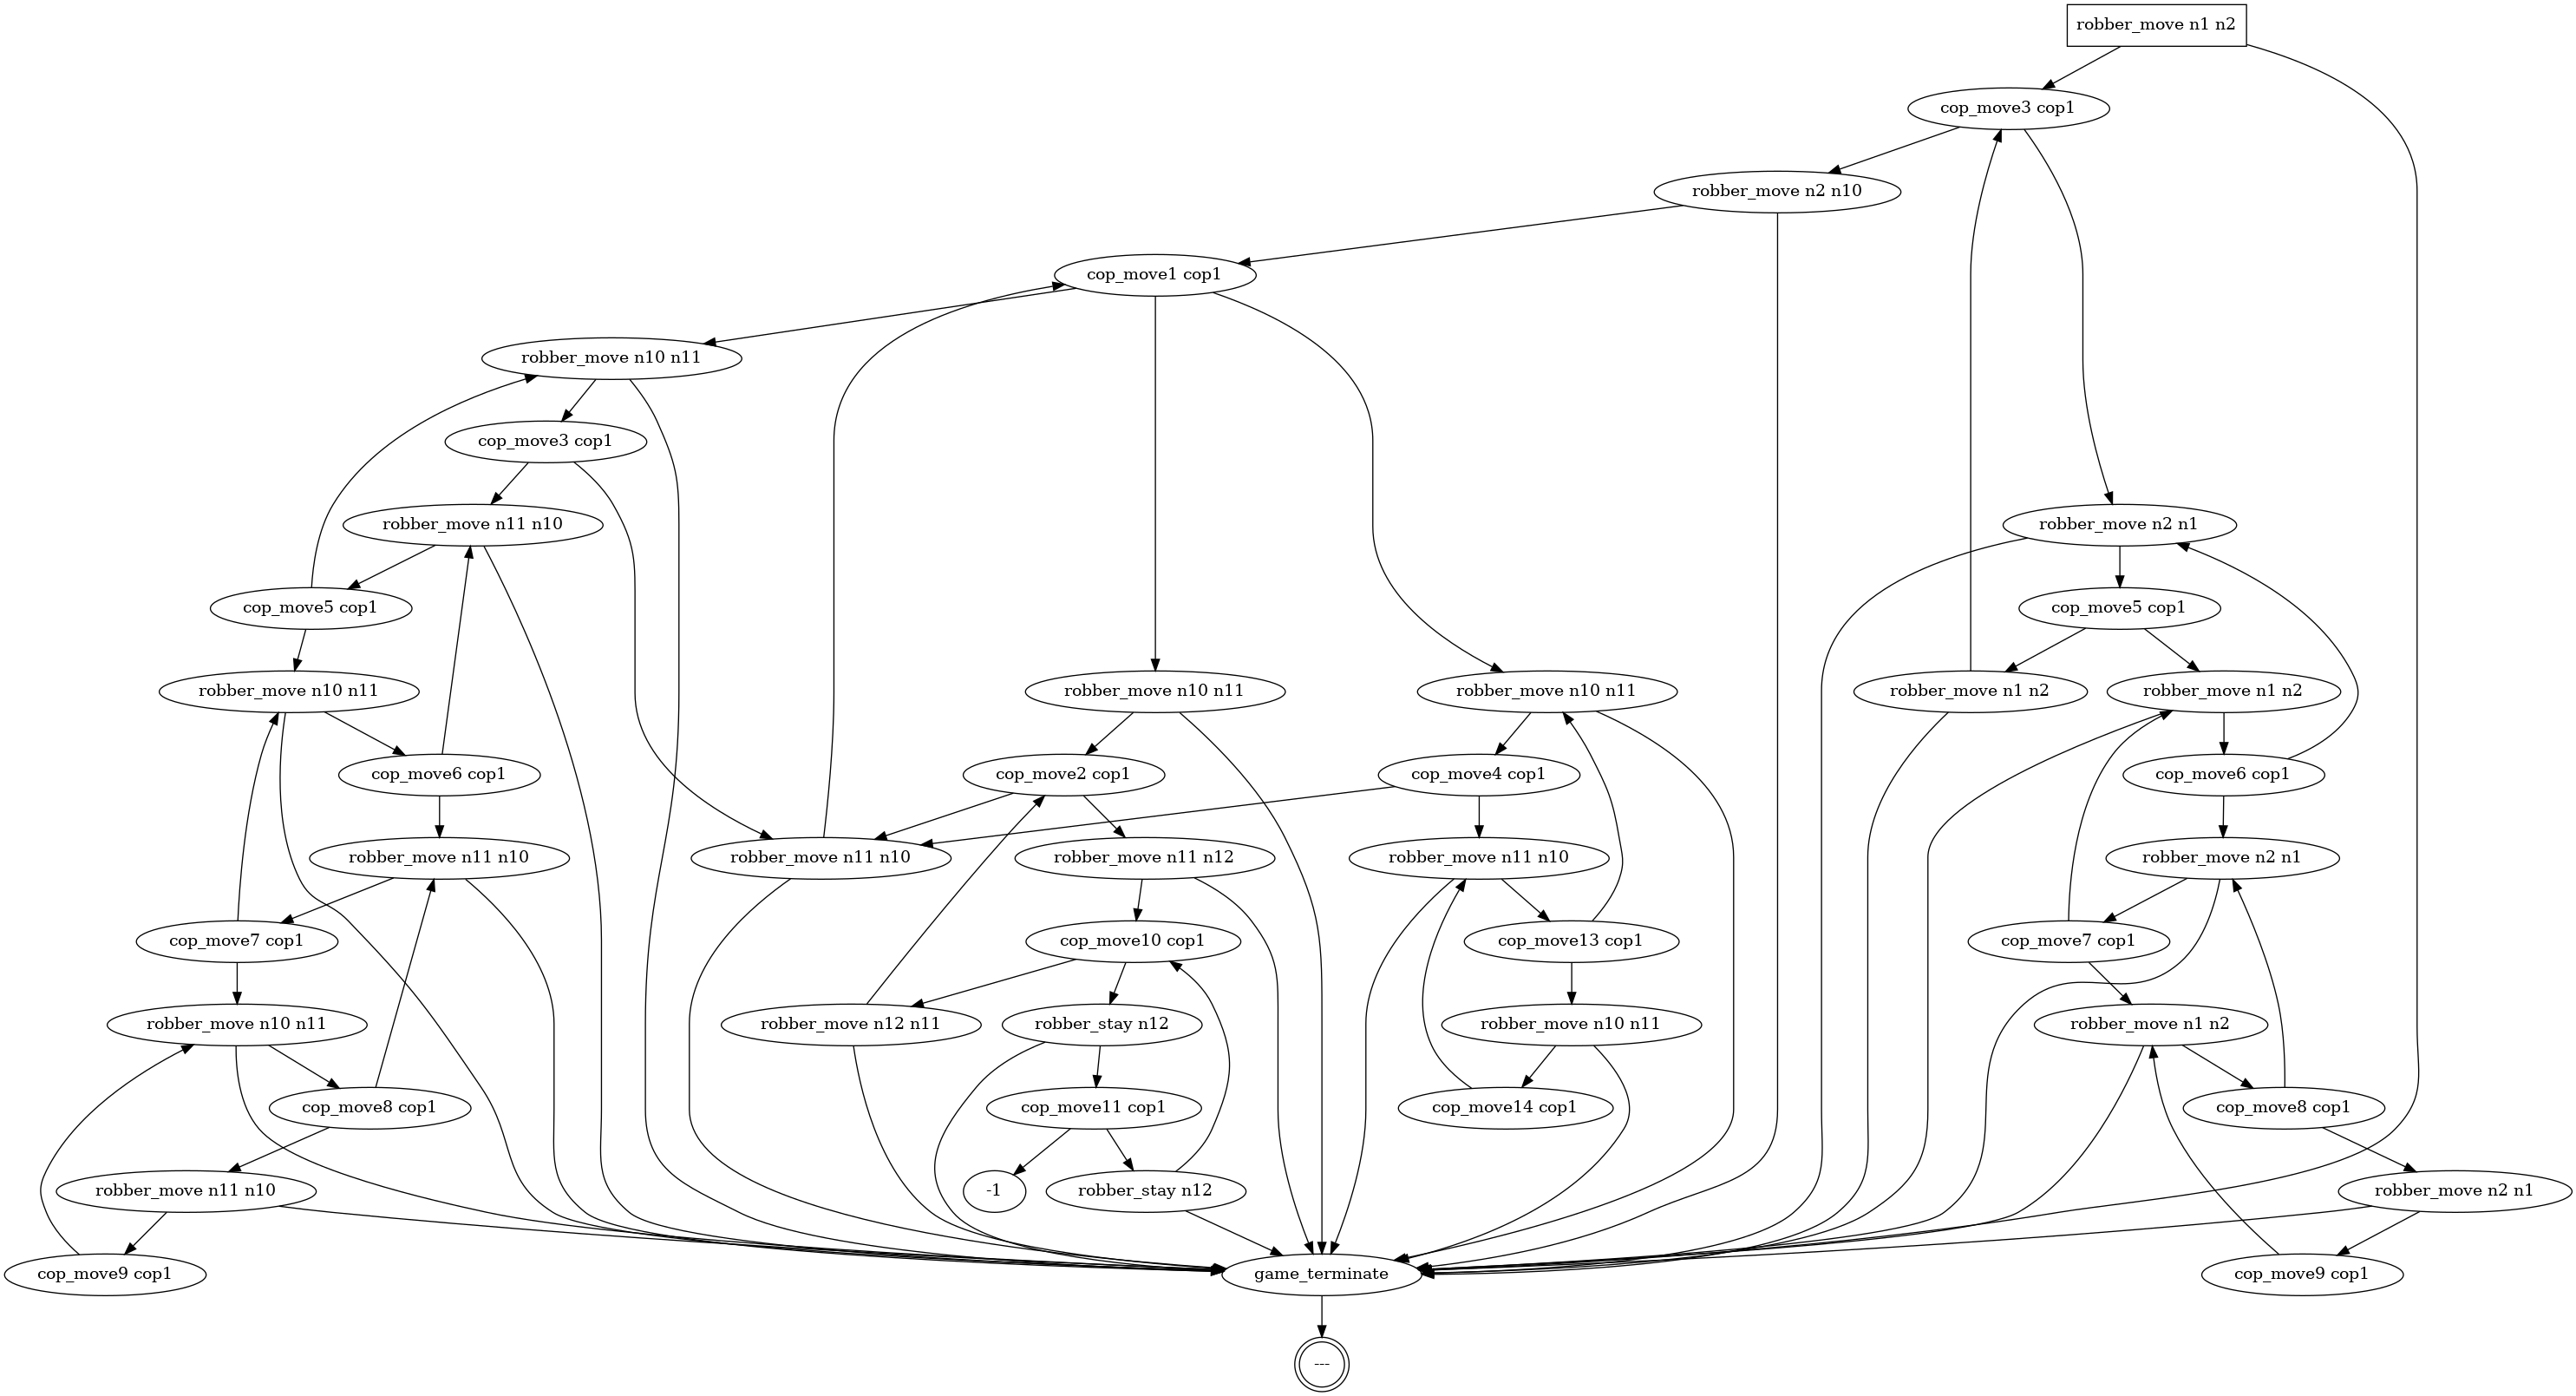 robber_move n1 n2
cop_move3 cop1
robber_move n2 n10
cop_move1 cop1
robber_move n10 n11
cop_move3 cop1
robber_move n11 n10
robber_move n2 n1
cop_move5 cop1
cop_move5 cop1
robber_move n10 n11
robber_move n10 n11
robber_move n10 n11
robber_move n1 n2
robber_move n1 n2
cop_move6 cop1
cop_move2 cop1
cop_move4 cop1
cop_move6 cop1
robber_move n11 n10
robber_move n11 n10
robber_move n11 n12
robber_move n11 n10
robber_move n2 n1
cop_move7 cop1
cop_move10 cop1
cop_move13 cop1
cop_move7 cop1
robber_move n10 n11
robber_move n12 n11
robber_stay n12
robber_move n10 n11
robber_move n1 n2
cop_move8 cop1
cop_move11 cop1
cop_move14 cop1
cop_move8 cop1
robber_move n11 n10
-1
robber_stay n12
robber_move n2 n1
cop_move9 cop1
game_terminate
cop_move9 cop1
---